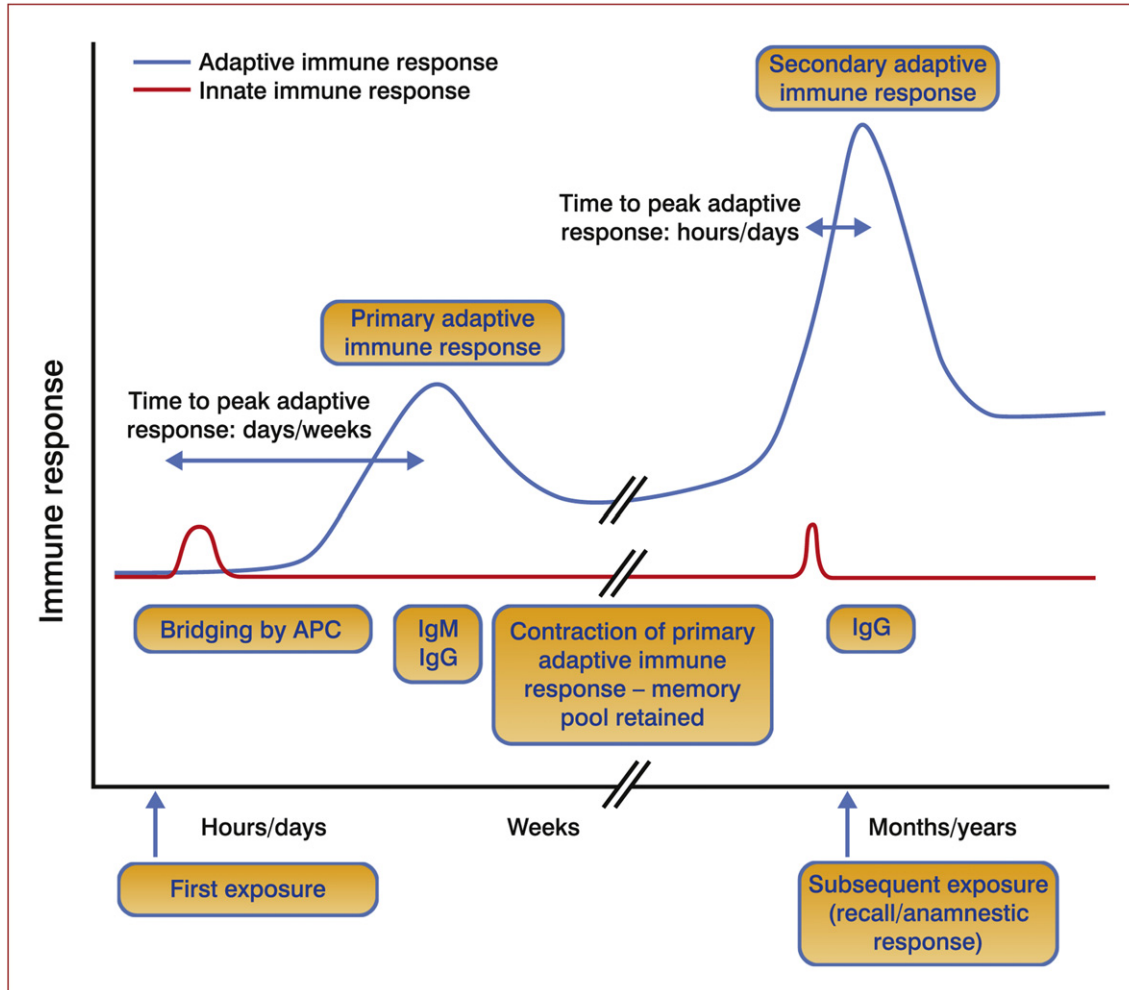 Adaptive immune response
Innate immune response
Secondary adaptive
immune response
Time to peak adaptive
response: hours/days
Primary adaptive
immune response
Time to peak adaptive
response: days/weeks
Immune response
Bridging by APC
IgM
IgG
Contraction of primary
adaptive immune
response – memory
pool retained
IgG
Hours/days
Weeks
Months/years
First exposure
Subsequent exposure
(recall/anamnestic
response)